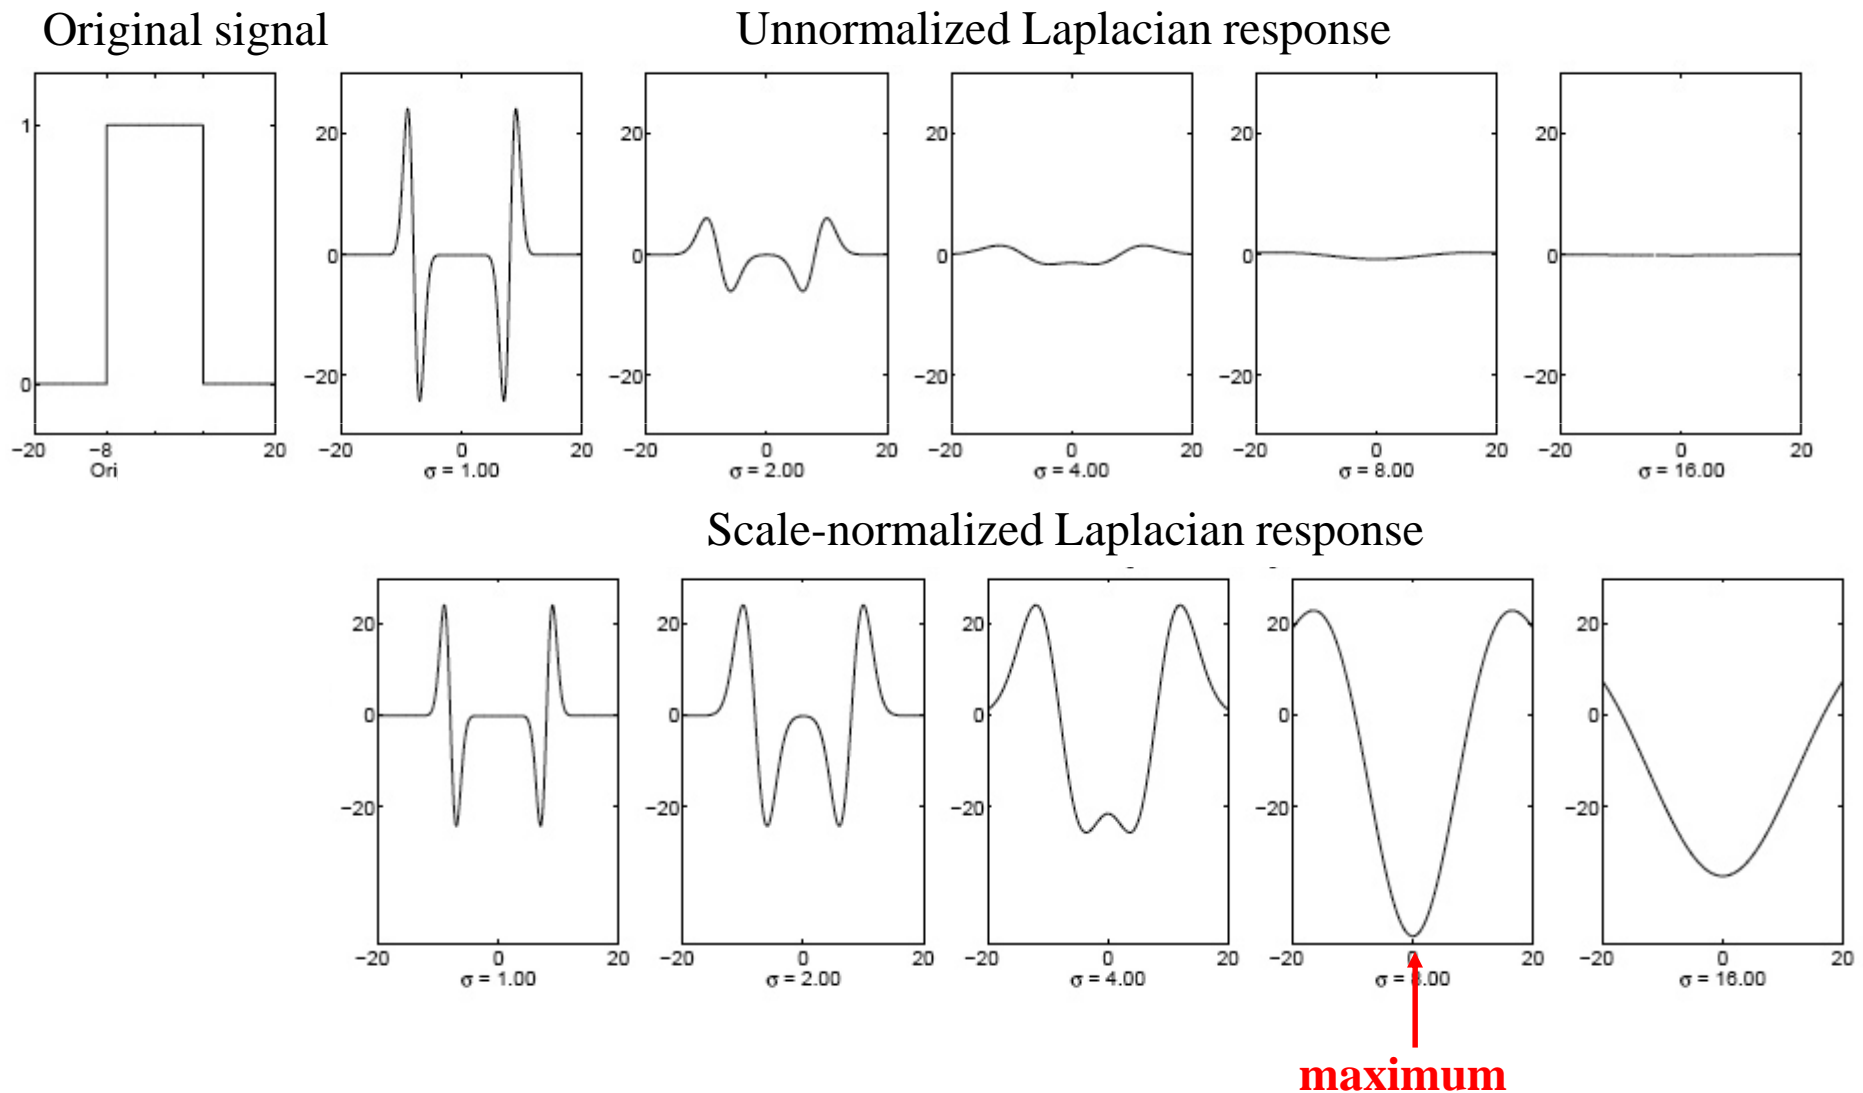 Original signal
Unnormalized Laplacian response
1
0
−20 −8 20
Ori
20
0
−20
−20 0 20
σ = 1.00
20
0
−20
−20 0 20
σ = 2.00
20
0
−20
−20 0 20
σ = 4.00
20
0
−20
−20 0 20
σ = 8.00
20
0
−20
−20 0 20
σ = 16.00
Scale-normalized Laplacian response
20
0
−20
−20 0 20
σ = 1.00
20
0
−20
−20 0 20
σ = 2.00
20
0
−20
−20 0 20
σ = 4.00
20
0
−20
−20 0 20
σ = 8.00
20
0
−20
−20 0 20
σ = 16.00
maximum